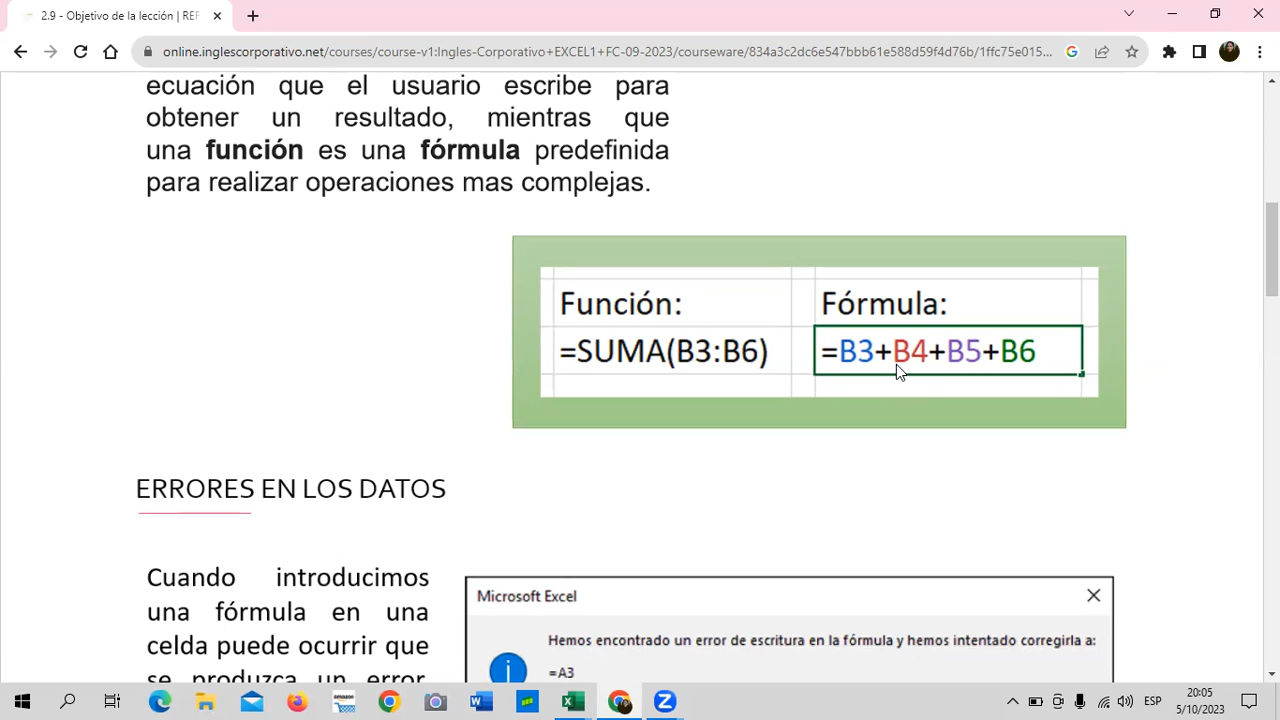 2.9 - Objetivo de la lección | REF
online.inglescorporativo.net/courses/course-v1:Ingles-Corporativo+EXCEL1+FC-09-2023/courseware/834a3c2dc6e547bbb61e588d59f4d76b/1ffc75e015...
ecuación que el usuario escribe para
obtener un resultado, mientras que
una función es una fórmula predefinida
para realizar operaciones mas complejas.
Función: Fórmula:
=SUMA(B3:B6) =B3+B4+B5+B6
ERRORES EN LOS DATOS
Cuando introducimos
una fórmula en una
celda puede ocurrir que
se produzca un error.
Microsoft Excel
Hemos encontrado un error de escritura en la fórmula y hemos intentado corregirla a:
=A3
ESP
20:05
5/10/2023